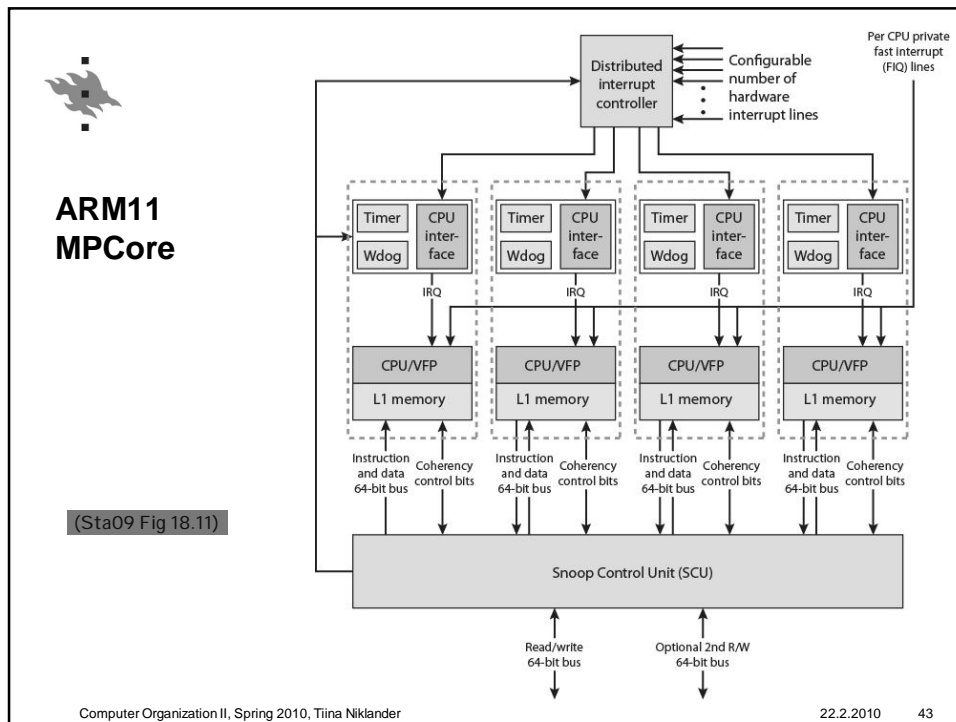 ARM11
MPCore
(Sta09 Fig 18.11)
Distributed
interrupt
controller
Configurable
number of
hardware
interrupt lines
Per CPU private
fast interrupt
(FIQ) lines
Timer
Wdog
CPU
inter-
face
Timer
Wdog
CPU
inter-
face
Timer
Wdog
CPU
inter-
face
Timer
Wdog
CPU
inter-
face
IRQ
IRQ
IRQ
IRQ
CPU/VFP
L1 memory
CPU/VFP
L1 memory
CPU/VFP
L1 memory
CPU/VFP
L1 memory
Instruction
and data
64-bit bus
Coherency
control bits
Instruction
and data
64-bit bus
Coherency
control bits
Instruction
and data
64-bit bus
Coherency
control bits
Instruction
and data
64-bit bus
Coherency
control bits
Snoop Control Unit (SCU)
Read/write
64-bit bus
Optional 2nd R/W
64-bit bus
Computer Organization II, Spring 2010, Tiina Niklander 22.2.2010 43